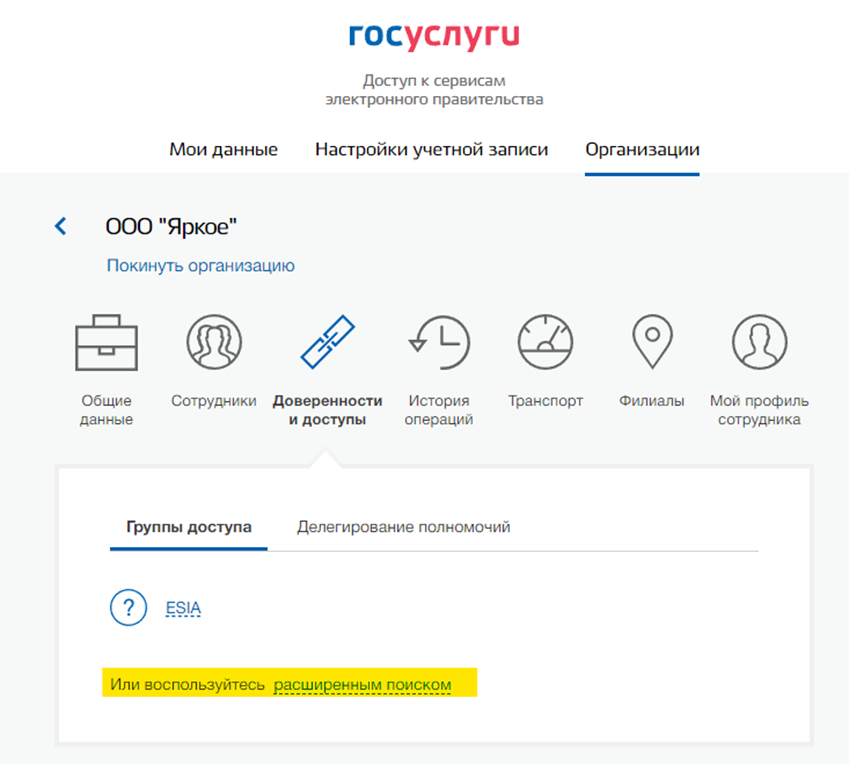 госуслуги
Доступ к сервисам
электронного правительства
Мои данные Настройки учетной записи Организации
ООО "Яркое"
Покинуть организацию
Общие данные
Сотрудники
Доверенности и доступы
История операций
Транспорт
Филиалы
Мой профиль сотрудника
Группы доступа Делегирование полномочий
? ESIA
Или воспользуйтесь расширенным поиском